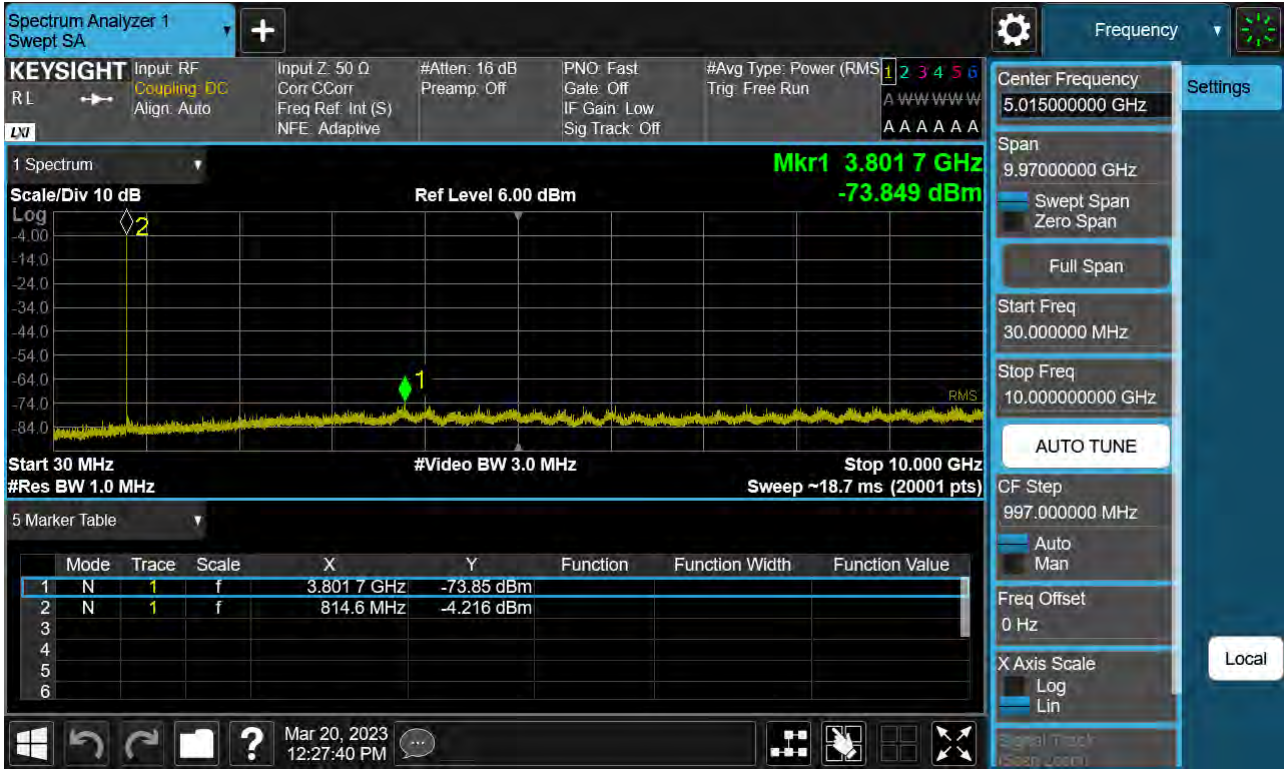 Spectrum Analyzer 1
Swept SA
Frequency
KEYSIGHT
RL
LXI
Input: RF
Coupling: DC
Align: Auto
Input Z: 50 Ω
Corr CCorr
Freq Ref: Int (S)
NFE: Adaptive
#Atten: 16 dB
Preamp: Off
PNO: Fast
Gate: Off
IF Gain: Low
Sig Track: Off
#Avg Type: Power (RMS
Trig: Free Run
1 2 3 4 5 6
A W W W W W
A A A A A A
1 Spectrum
Mkr1 3.801 7 GHz
Scale/Div 10 dB
Ref Level 6.00 dBm
-73.849 dBm
Log
2
-4.00
-14.0
-24.0
-34.0
-44.0
-54.0
-64.0
1
-74.0
RMS
-84.0
Start 30 MHz
#Video BW 3.0 MHz
Stop 10.000 GHz
#Res BW 1.0 MHz
Sweep ~18.7 ms (20001 pts)
5 Marker Table
Mode Trace Scale X Y Function Function Width Function Value
1 N 1 f 3.801 7 GHz -73.85 dBm
2 N 1 f 814.6 MHz -4.216 dBm
3
4
5
6
?
Mar 20, 2023
12:27:40 PM
Center Frequency
5.015000000 GHz
Settings
Span
9.97000000 GHz
Swept Span
Zero Span
Full Span
Start Freq
30.000000 MHz
Stop Freq
10.000000000 GHz
AUTO TUNE
CF Step
997.000000 MHz
Auto
Man
Freq Offset
0 Hz
X Axis Scale
Log
Lin
Local
Signal Track
(Span Zoom)